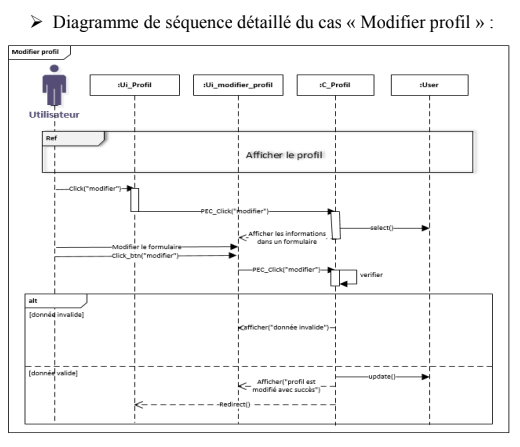 ➢ Diagramme de séquence détaillé du cas « Modifier profil » :
Modifier profil
:Ui_Profil
:Ui_modifier_profil
:C_Profil
:User
Utilisateur
Ref
Afficher le profil
Click("modifier")
PEC_Click("modifier")
select()
Afficher les informations
dans un formulaire
Modifier le formulaire
Click_btn("modifier")
PEC_Click("modifier")
verifier
alt
[donnée invalide]
afficher("donnée invalide")
[donnée valide]
update()
Afficher("profil est
modifié avec succès")
Redirect()